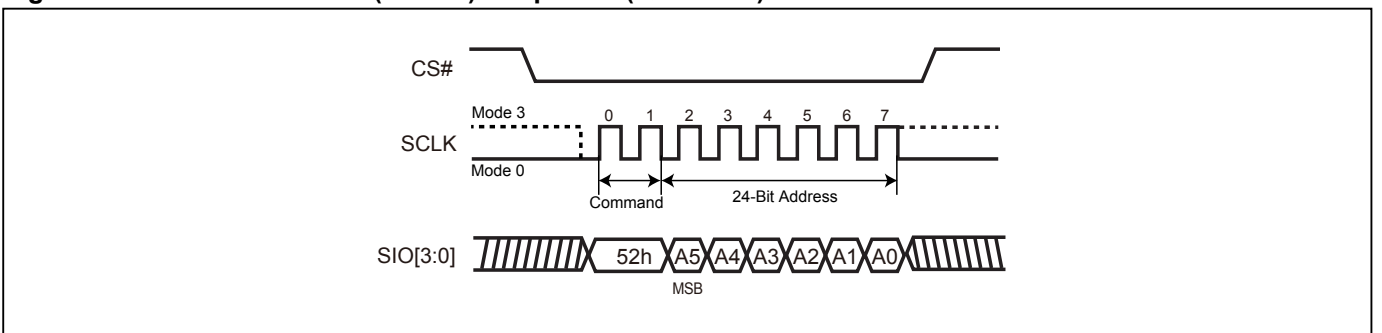 CS#
Mode 3
0 1 2 3 4 5 6 7
SCLK
Mode 0
Command
24-Bit Address
SIO[3:0]
52h A5 A4 A3 A2 A1 A0
MSB